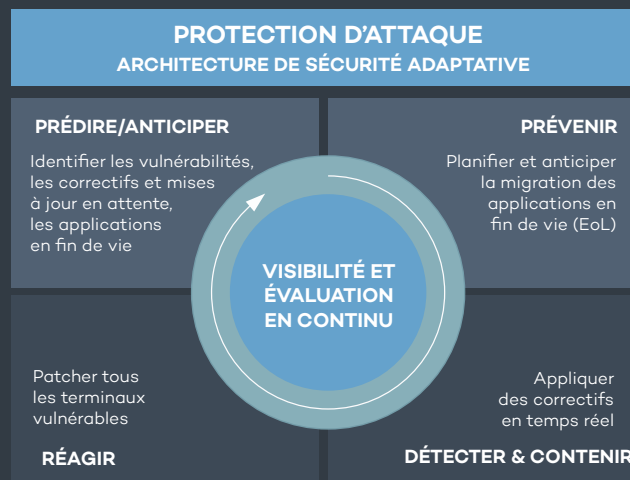 PROTECTION D'ATTAQUE
ARCHITECTURE DE SÉCURITÉ ADAPTATIVE
PRÉDIRE/ANTICIPER
Identifier les vulnérabilités,
les correctifs et mises
à jour en attente,
les applications
en fin de vie
PRÉVENIR
Planifier et anticiper
la migration des
applications en
fin de vie (EoL)
VISIBILITÉ ET
ÉVALUATION
EN CONTINU
Patcher tous
les terminaux
vulnérables
RÉAGIR
Appliquer
des correctifs
en temps réel
DÉTECTER & CONTENIR